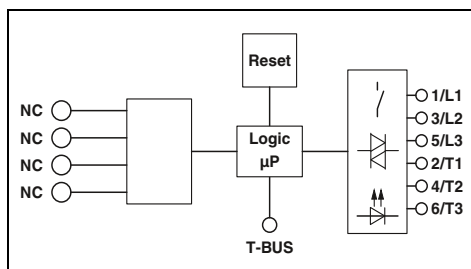 Reset
NC
NC
NC
NC
Logic
µP
T-BUS
1/L1
3/L2
5/L3
2/T1
4/T2
6/T3